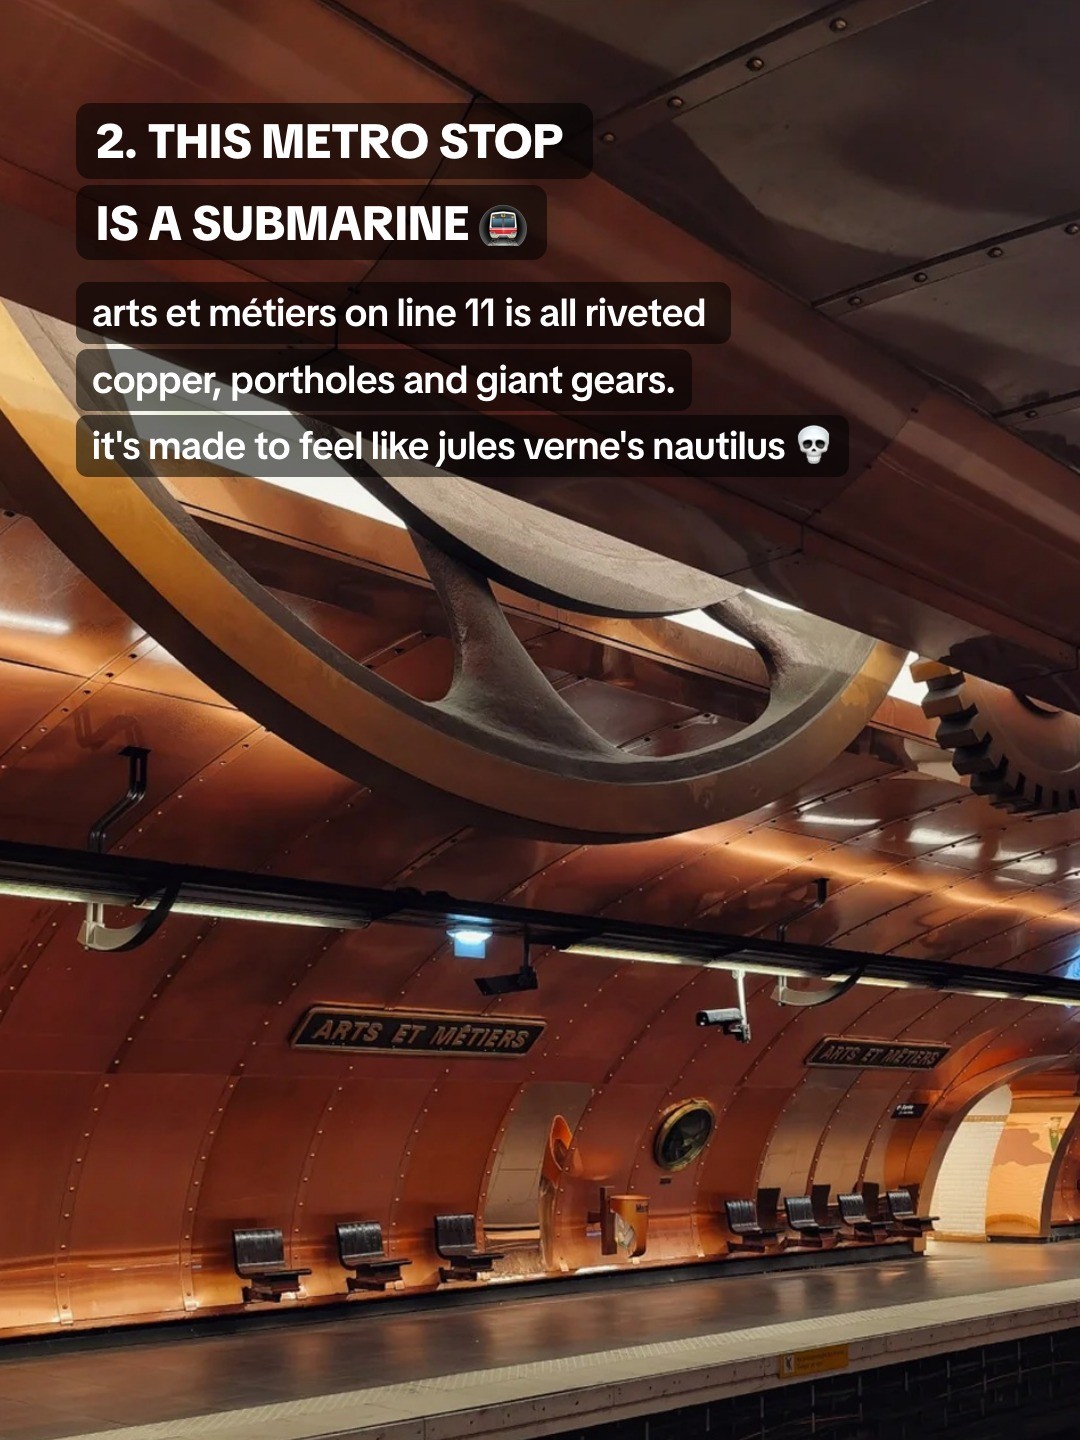 2. THIS METRO STOP
IS A SUBMARINE 🚇
arts et métiers on line 11 is all riveted
copper, portholes and giant gears.
it's made to feel like jules verne's nautilus 💀
ARTS ET MÉTIERS
ARTS ET MÉTIERS